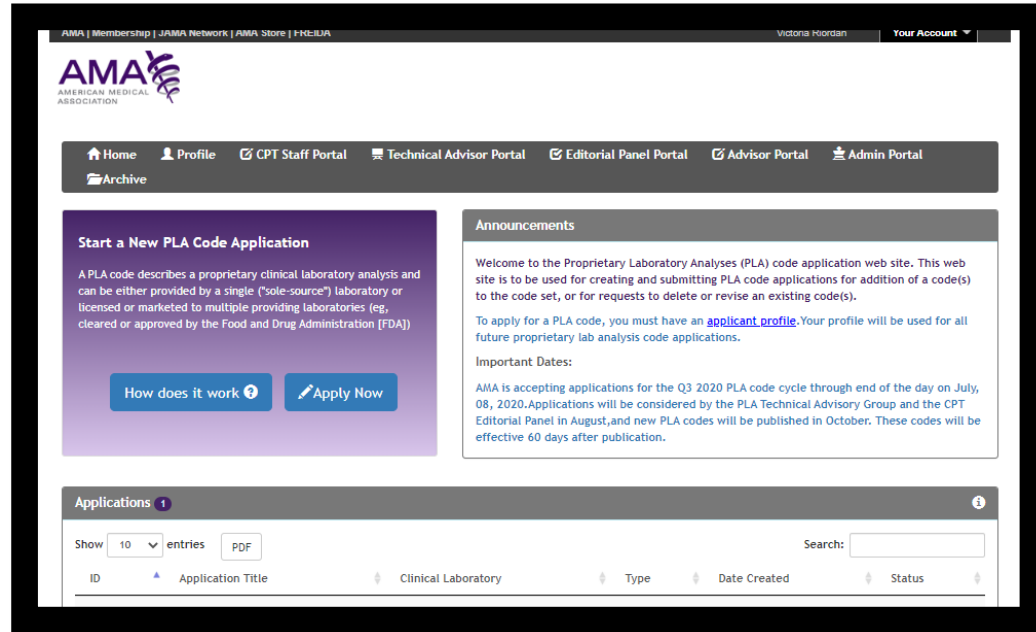 AMA | Membership | JAMA Network | AMA Store | FREIDA
Victoria Riordan
Your Account
AMA
AMERICAN MEDICAL
ASSOCIATION
Home
Profile
CPT Staff Portal
Technical Advisor Portal
Editorial Panel Portal
Advisor Portal
Admin Portal
Archive
Start a New PLA Code Application
A PLA code describes a proprietary clinical laboratory analysis and
can be either provided by a single ("sole-source") laboratory or
licensed or marketed to multiple providing laboratories (eg,
cleared or approved by the Food and Drug Administration [FDA])
How does it work ?
Apply Now
Announcements
Welcome to the Proprietary Laboratory Analyses (PLA) code application web site. This web
site is to be used for creating and submitting PLA code applications for addition of a code(s)
to the code set, or for requests to delete or revise an existing code(s).
To apply for a PLA code, you must have an applicant profile.Your profile will be used for all
future proprietary lab analysis code applications.
Important Dates:
AMA is accepting applications for the Q3 2020 PLA code cycle through end of the day on July,
08, 2020.Applications will be considered by the PLA Technical Advisory Group and the CPT
Editorial Panel in August,and new PLA codes will be published in October. These codes will be
effective 60 days after publication.
Applications 1
Show 10 entries
PDF
Search:
ID
Application Title
Clinical Laboratory
Type
Date Created
Status